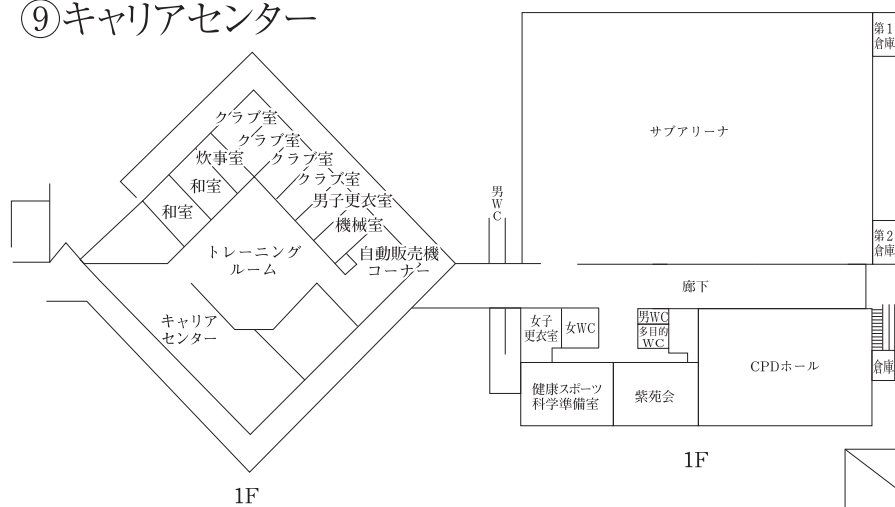 ⑨キャリアセンター
クラブ室
クラブ室
炊事室
クラブ室
和室
クラブ室
男子更衣室
和室
機械室
トレーニング
ルーム
自動販売機
コーナー
キャリア
センター
1F
男WC
サブアリーナ
第1
倉庫
第2
倉庫
廊下
女子
更衣室
女WC
男WC
多目的
WC
倉庫
健康スポーツ
科学準備室
紫苑会
CPDホール
1F